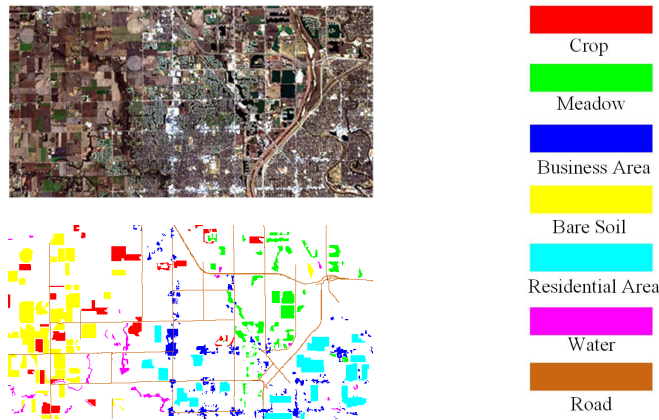 Crop
Meadow
Business Area
Bare Soil
Residential Area
Water
Road